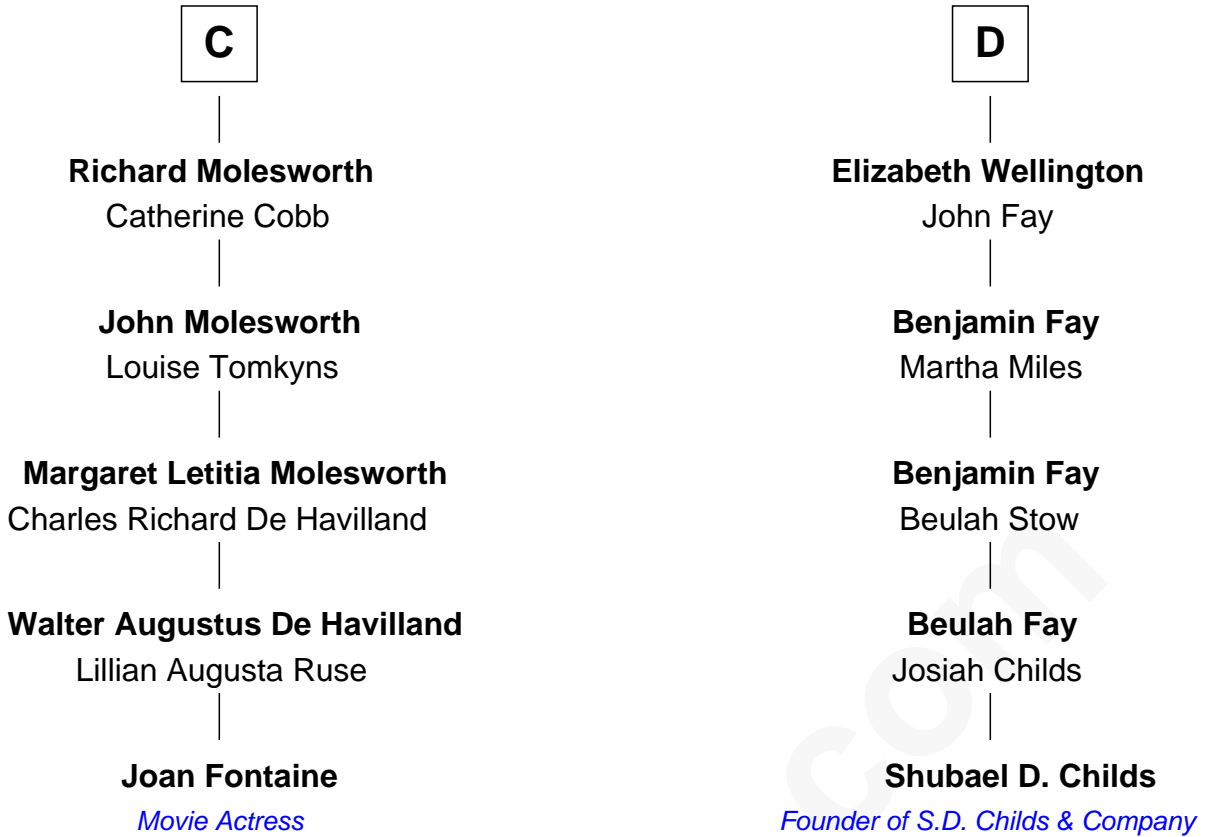 C
Richard Molesworth
Catherine Cobb
John Molesworth
Louise Tomkyns
Margaret Letitia Molesworth
Charles Richard De Havilland
Walter Augustus De Havilland
Lillian Augusta Ruse
Joan Fontaine
Movie Actress
D
Elizabeth Wellington
John Fay
Benjamin Fay
Martha Miles
Benjamin Fay
Beulah Stow
Beulah Fay
Josiah Childs
Shubael D. Childs
Founder of S.D. Childs & Company
com